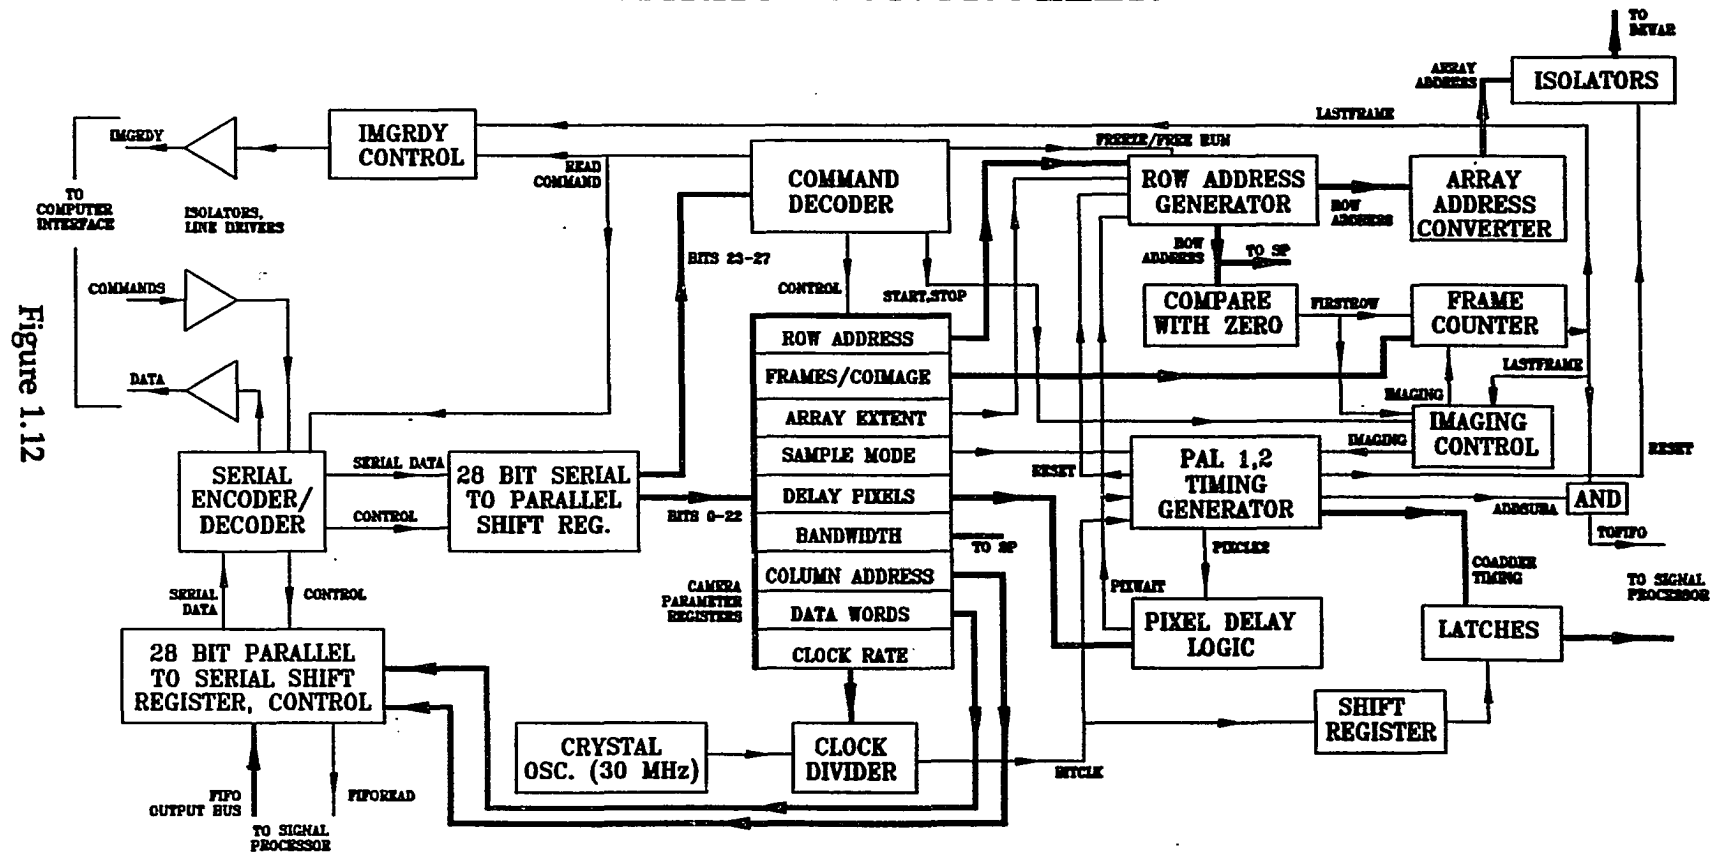 TO
DEWAR
ISOLATORS
ARRAY
ADDRESS
LASTFRAME
IMGRDY
IMGRDY
CONTROL
READ
COMMAND
COMMAND
DECODER
FREEZE/FREE RUN
ROW ADDRESS
GENERATOR
ROW
ADDRESS
ARRAY
ADDRESS
CONVERTER
TO
COMPUTER
INTERFACE
ISOLATORS,
LINE DRIVERS
BITS 23-27
CONTROL
START,STOP
ROW
ADDRESS
TO SP
COMMANDS
COMPARE
WITH ZERO
FIRSTROW
FRAME
COUNTER
LASTFRAME
DATA
ROW ADDRESS
FRAMES/COIMAGE
ARRAY EXTENT
SAMPLE MODE
DELAY PIXELS
BANDWIDTH
COLUMN ADDRESS
DATA WORDS
CLOCK RATE
TO SP
CAMERA
PARAMETER
REGISTERS
IMAGING
IMAGING
CONTROL
IMAGING
RESET
RESET
PAL 1,2
TIMING
GENERATOR
ADDSUBA
AND
TOFIFO
SERIAL
ENCODER/
DECODER
SERIAL DATA
CONTROL
28 BIT SERIAL
TO PARALLEL
SHIFT REG.
BITS 0-22
PIXCLK2
PIXWAIT
COADDER
TIMING
TO SIGNAL
PROCESSOR
SERIAL
DATA
CONTROL
PIXEL DELAY
LOGIC
LATCHES
28 BIT PARALLEL
TO SERIAL SHIFT
REGISTER, CONTROL
SHIFT
REGISTER
CRYSTAL
OSC. (30 MHz)
CLOCK
DIVIDER
BITCLK
FIFO
OUTPUT BUS
FIFOREAD
TO SIGNAL
PROCESSOR
Figure 1.12